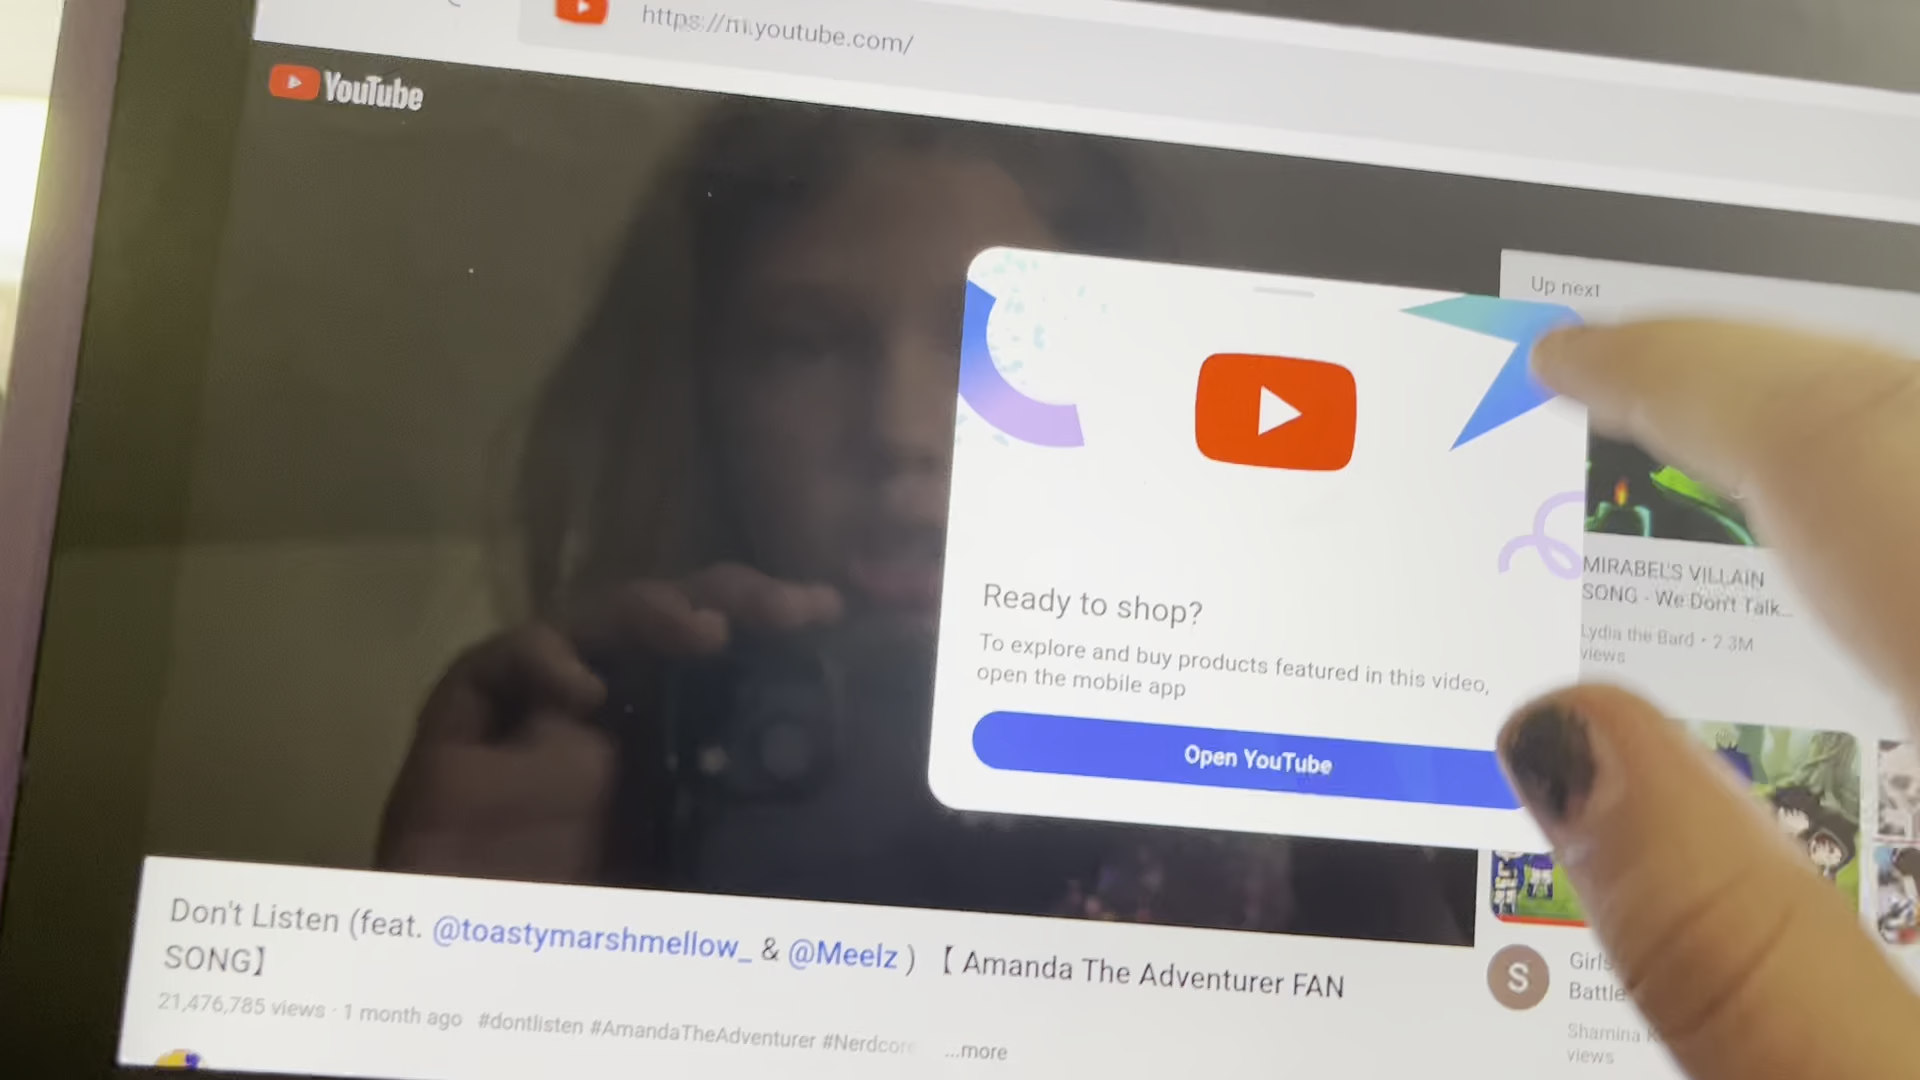 https://m.youtube.com/
YouTube
Up next
MIRABEL'S VILLAIN
SONG - We Don't Talk...
Lydia the Bard • 2.3M
views
Ready to shop?
To explore and buy products featured in this video,
open the mobile app
Open YouTube
Don't Listen (feat. @toastymarshmellow_ & @Meelz ) 【 Amanda The Adventurer FAN
SONG】
21,476,785 views · 1 month ago #dontlisten #AmandaTheAdventurer #Nerdcore
...more
S
Girls
Battle
Shamina
views